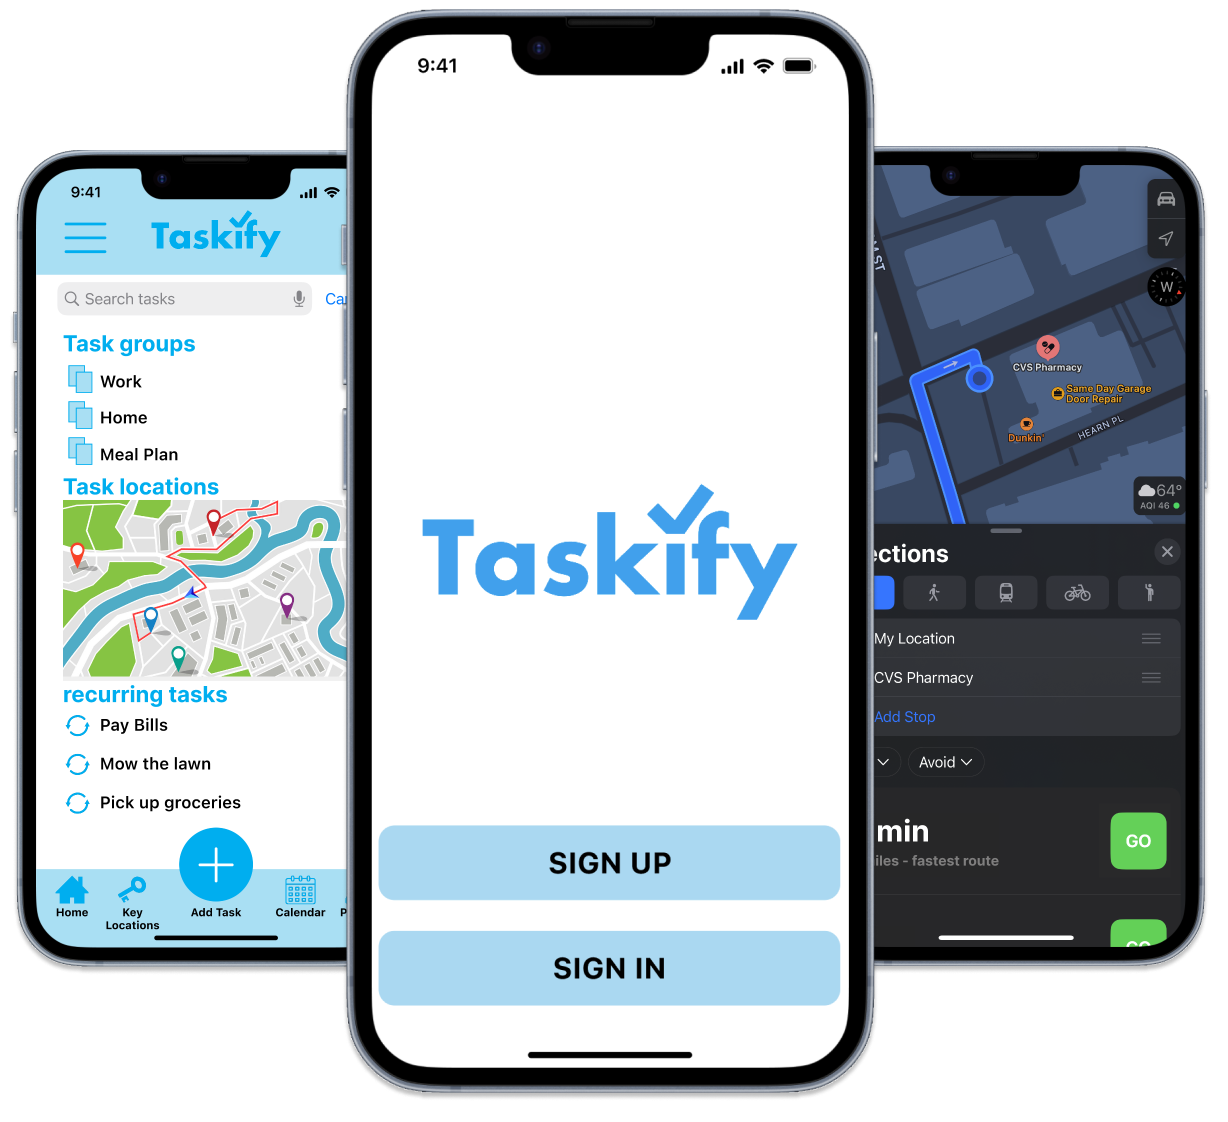 9:41
Taskify
Search tasks
Task groups
Work
Home
Meal Plan
Task locations
recurring tasks
Pay Bills
Mow the lawn
Pick up groceries
Home
Key
Locations
Add Task
Calendar
9:41
Taskify
SIGN UP
SIGN IN
ST
W
CVS Pharmacy
Same Day Garage
Door Repair
Dunkin'
HEARN PL
64°
AQI 46
ections
My Location
CVS Pharmacy
Add Stop
Avoid
min
iles - fastest route
GO
GO